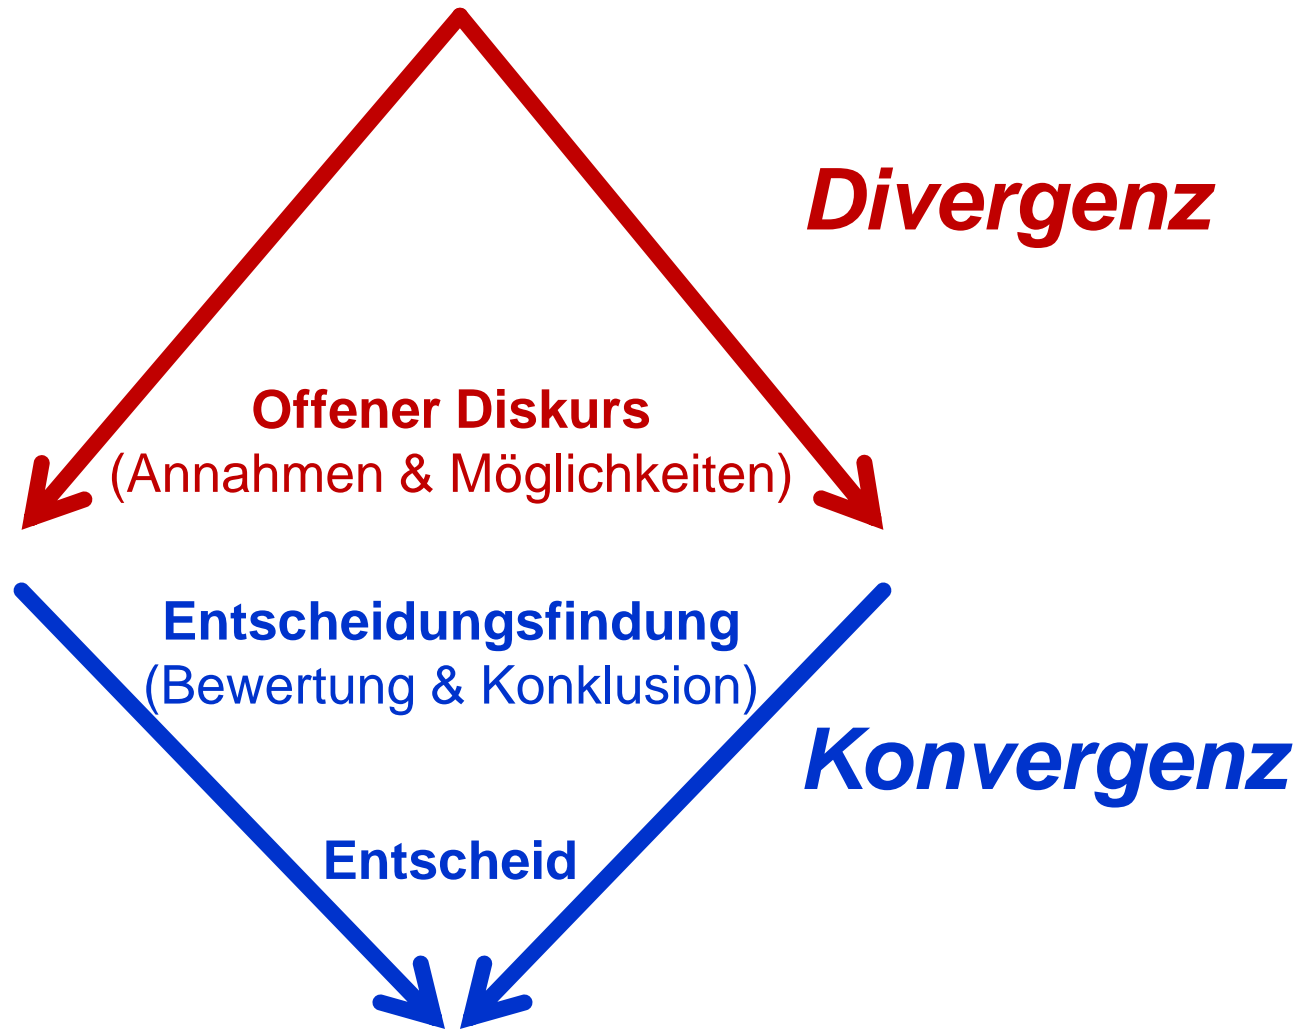 Divergenz
Offener Diskurs
(Annahmen & Möglichkeiten)
Entscheidungsfindung
(Bewertung & Konklusion)
Konvergenz
Entscheid